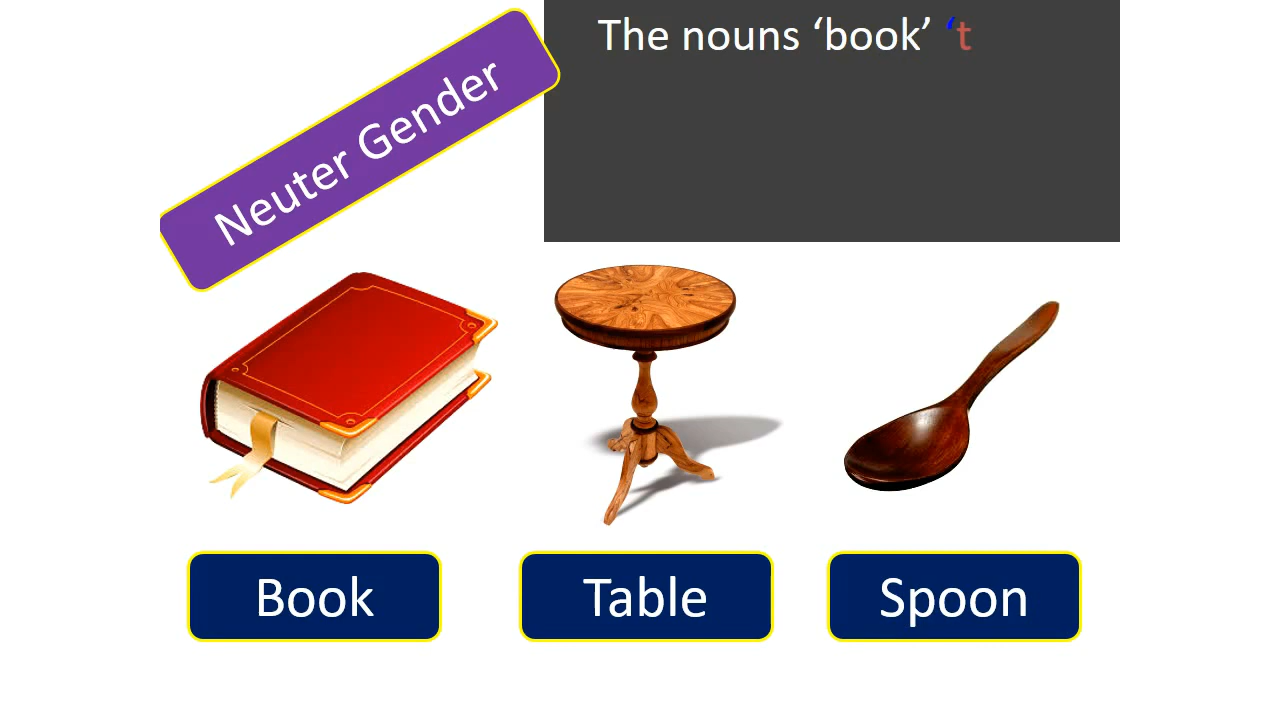 Neuter Gender
The nouns ‘book’ ‘t
Book
Table
Spoon